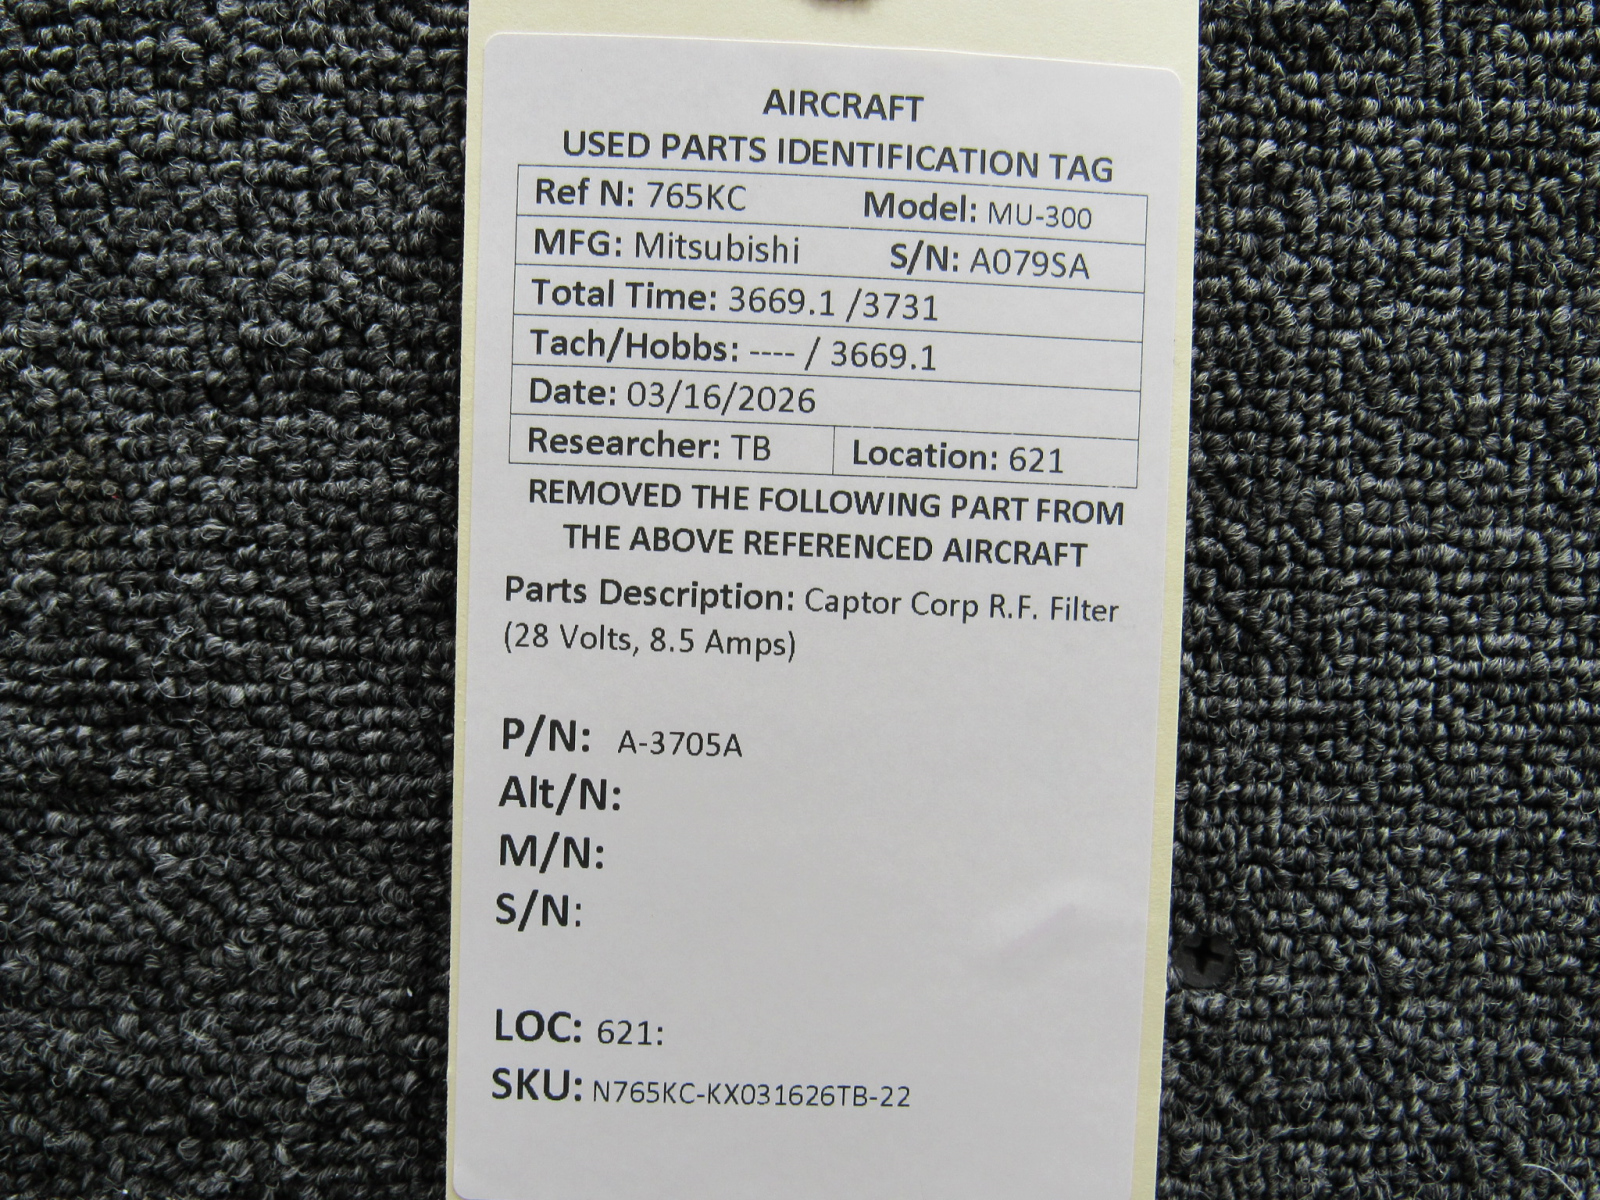 AIRCRAFT
USED PARTS IDENTIFICATION TAG
Ref N: 765KC Model: MU-300
MFG: Mitsubishi S/N: A079SA
Total Time: 3669.1 /3731
Tach/Hobbs: ---- / 3669.1
Date: 03/16/2026
Researcher: TB Location: 621
REMOVED THE FOLLOWING PART FROM
THE ABOVE REFERENCED AIRCRAFT
Parts Description: Captor Corp R.F. Filter
(28 Volts, 8.5 Amps)
P/N: A-3705A
Alt/N:
M/N:
S/N:
LOC: 621:
SKU: N765KC-KX031626TB-22